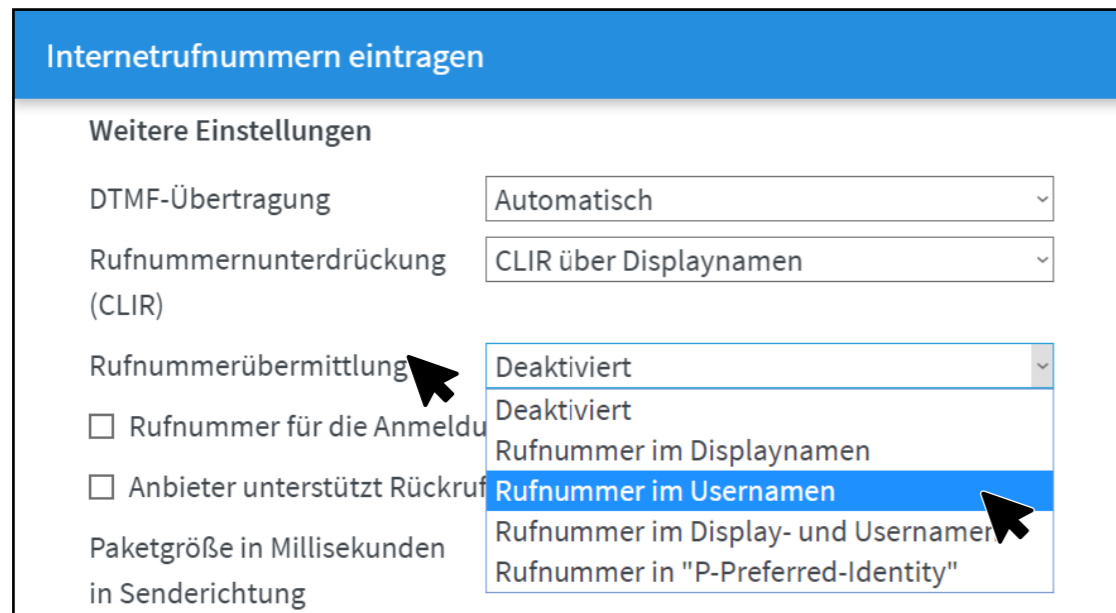 Internetrufnummern eintragen
Weitere Einstellungen
DTMF-Übertragung
Automatisch
Rufnummernunterdrückung
(CLIR)
CLIR über Displaynamen
Rufnummerübermittlung
Deaktiviert
Deaktiviert
Rufnummer im Displaynamen
Rufnummer im Usernamen
Rufnummer im Display- und Usernamen
Rufnummer in "P-Preferred-Identity"
Rufnummer für die Anmeldu
Anbieter unterstützt Rückruf
Paketgröße in Millisekunden
in Senderichtung